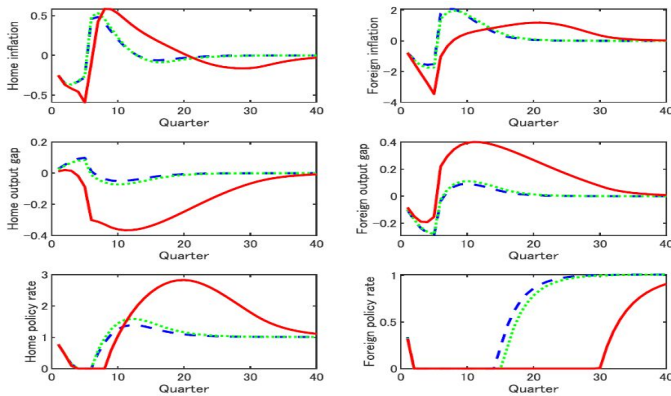 Home inflation
0.5
0
-0.5
0 10 20 30 40
Quarter
Foreign inflation
2
0
-2
-4
0 10 20 30 40
Quarter
Home output gap
0.2
0
-0.2
-0.4
0 10 20 30 40
Quarter
Foreign output gap
0.4
0.2
0
-0.2
0 10 20 30 40
Quarter
Home policy rate
3
2
1
0
0 10 20 30 40
Quarter
Foreign policy rate
1
0.5
0
0 10 20 30 40
Quarter